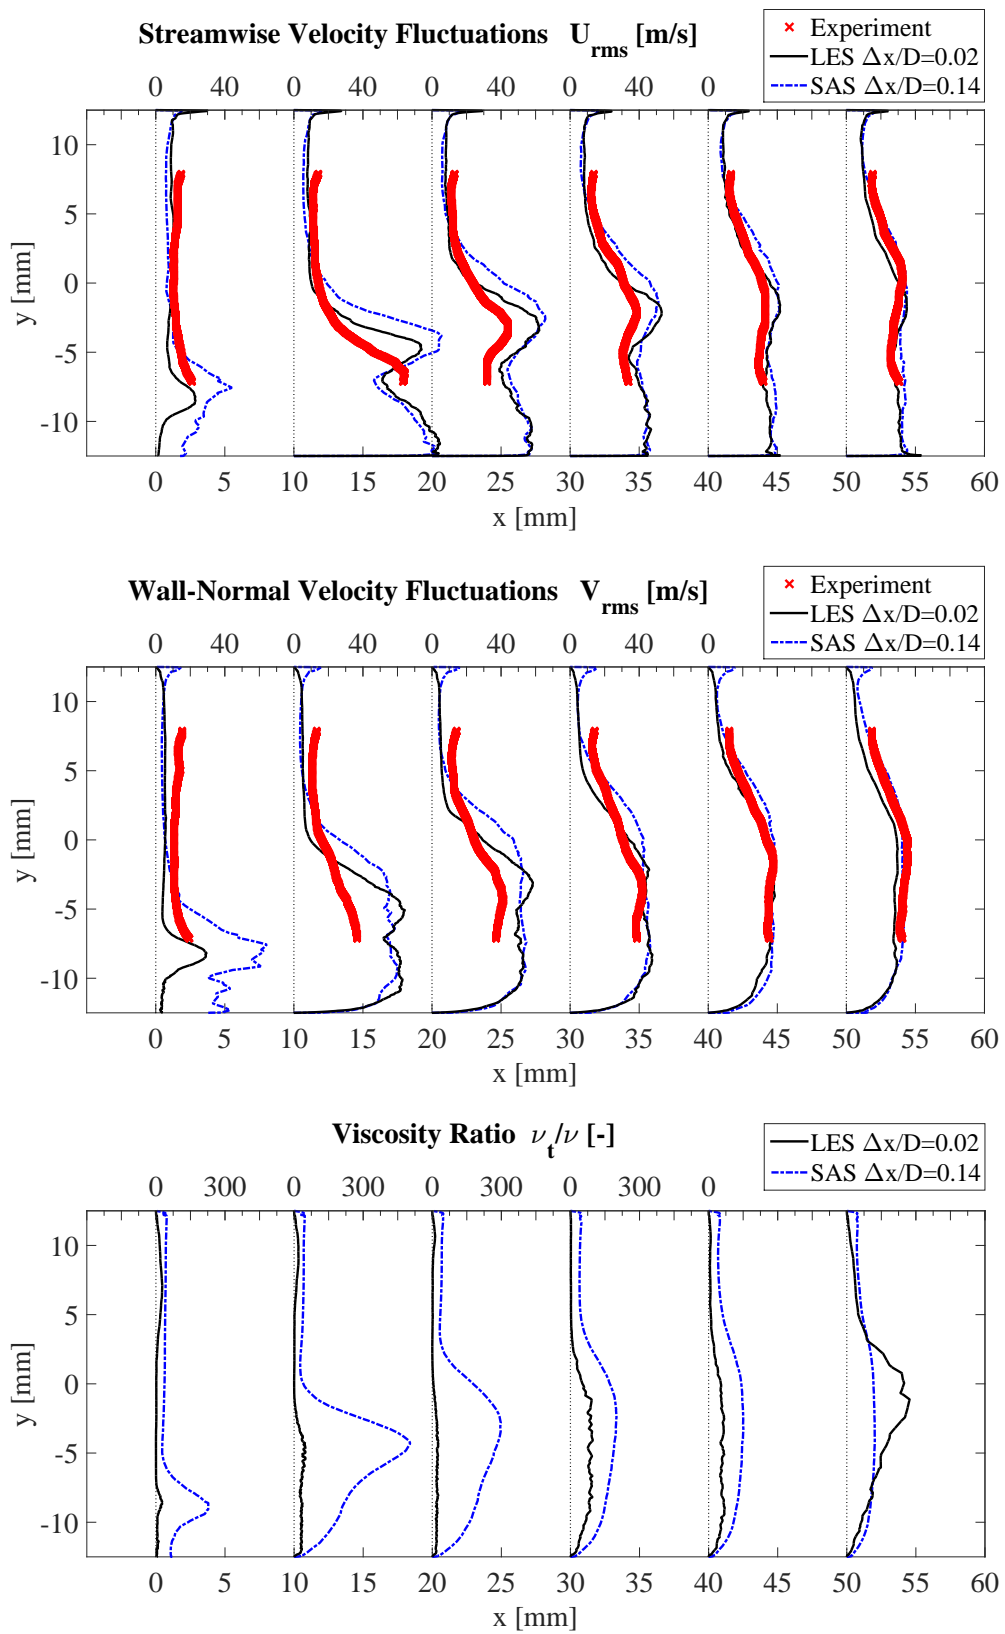 Streamwise Velocity Fluctuations U_rms [m/s]
× Experiment
LES Δx/D=0.02
SAS Δx/D=0.14
0 40 0 40 0 40 0 40 0
10
5
0
-5
-10
y [mm]
0 5 10 15 20 25 30 35 40 45 50 55 60
x [mm]
Wall-Normal Velocity Fluctuations V_rms [m/s]
× Experiment
LES Δx/D=0.02
SAS Δx/D=0.14
0 40 0 40 0 40 0 40 0
10
5
0
-5
-10
y [mm]
0 5 10 15 20 25 30 35 40 45 50 55 60
x [mm]
Viscosity Ratio ν_t/ν [-]
LES Δx/D=0.02
SAS Δx/D=0.14
0 300 0 300 0 300 0 300 0
10
5
0
-5
-10
y [mm]
0 5 10 15 20 25 30 35 40 45 50 55 60
x [mm]